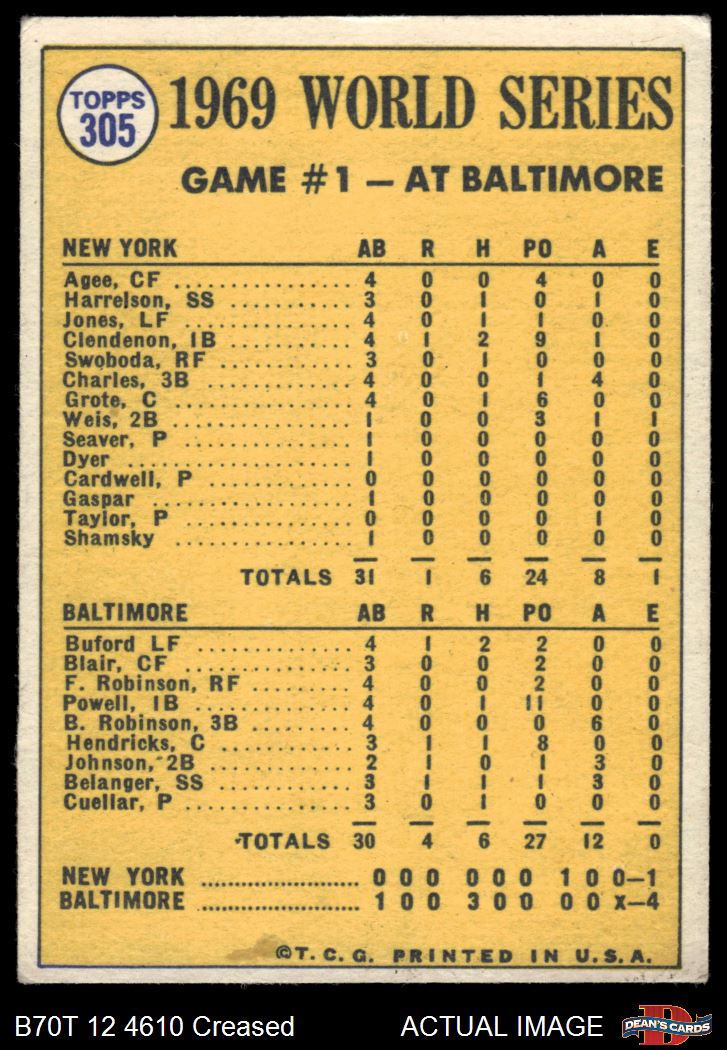 TOPPS
305
1969 WORLD SERIES
GAME #1 — AT BALTIMORE
NEW YORK AB R H PO A E
Agee, CF ................ 4 0 0 4 0 0
Harrelson, SS ........... 3 0 1 0 1 0
Jones, LF ............... 4 0 1 1 0 0
Clendenon, 1B ............ 4 1 2 9 1 0
Swoboda, RF ............ 3 0 1 0 0 0
Charles, 3B ............. 4 0 0 1 4 0
Grote, C ................ 4 0 1 6 0 0
Weis, 2B ................ 1 0 0 3 1 1
Seaver, P ............... 1 0 0 0 0 0
Dyer .................... 1 0 0 0 0 0
Cardwell, P ............. 0 0 0 0 0 0
Gaspar .................. 1 0 0 0 0 0
Taylor, P ............... 0 0 0 0 1 0
Shamsky ................. 1 0 0 0 0 0
TOTALS 31 1 6 24 8 1
BALTIMORE AB R H PO A E
Buford LF ............... 4 1 2 2 0 0
Blair, CF ............... 3 0 0 2 0 0
F. Robinson, RF ......... 4 0 0 2 0 0
Powell, 1B .............. 4 0 1 11 0 0
B. Robinson, 3B ......... 4 0 0 0 6 0
Hendricks, C ............ 3 1 1 8 0 0
Johnson, 2B ............. 2 1 0 1 3 0
Belanger, SS ............ 3 1 1 1 3 0
Cuellar, P .............. 3 0 1 0 0 0
TOTALS 30 4 6 27 12 0
NEW YORK ........................ 0 0 0 0 0 0 1 0 0—1
BALTIMORE ....................... 1 0 0 3 0 0 0 0 x—4
©T. C. G. PRINTED IN U. S. A.
B70T 12 4610 Creased ACTUAL IMAGE
B
DEAN'S CARDS